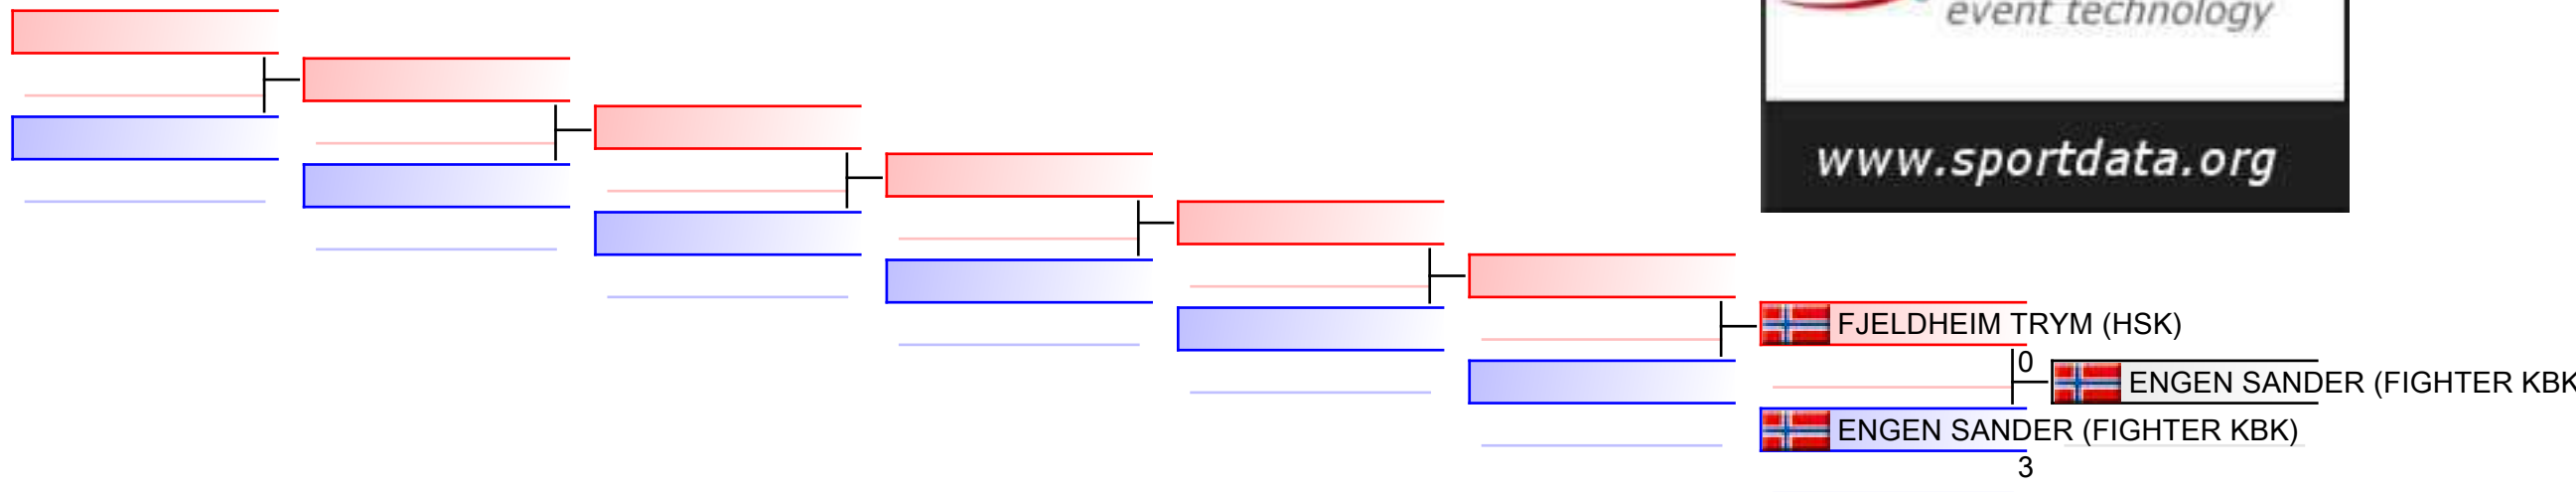 event technology
www.sportdata.org
FJELDHEIM TRYM (HSK)
0
ENGEN SANDER (FIGHTER KBK
ENGEN SANDER (FIGHTER KBK)
3